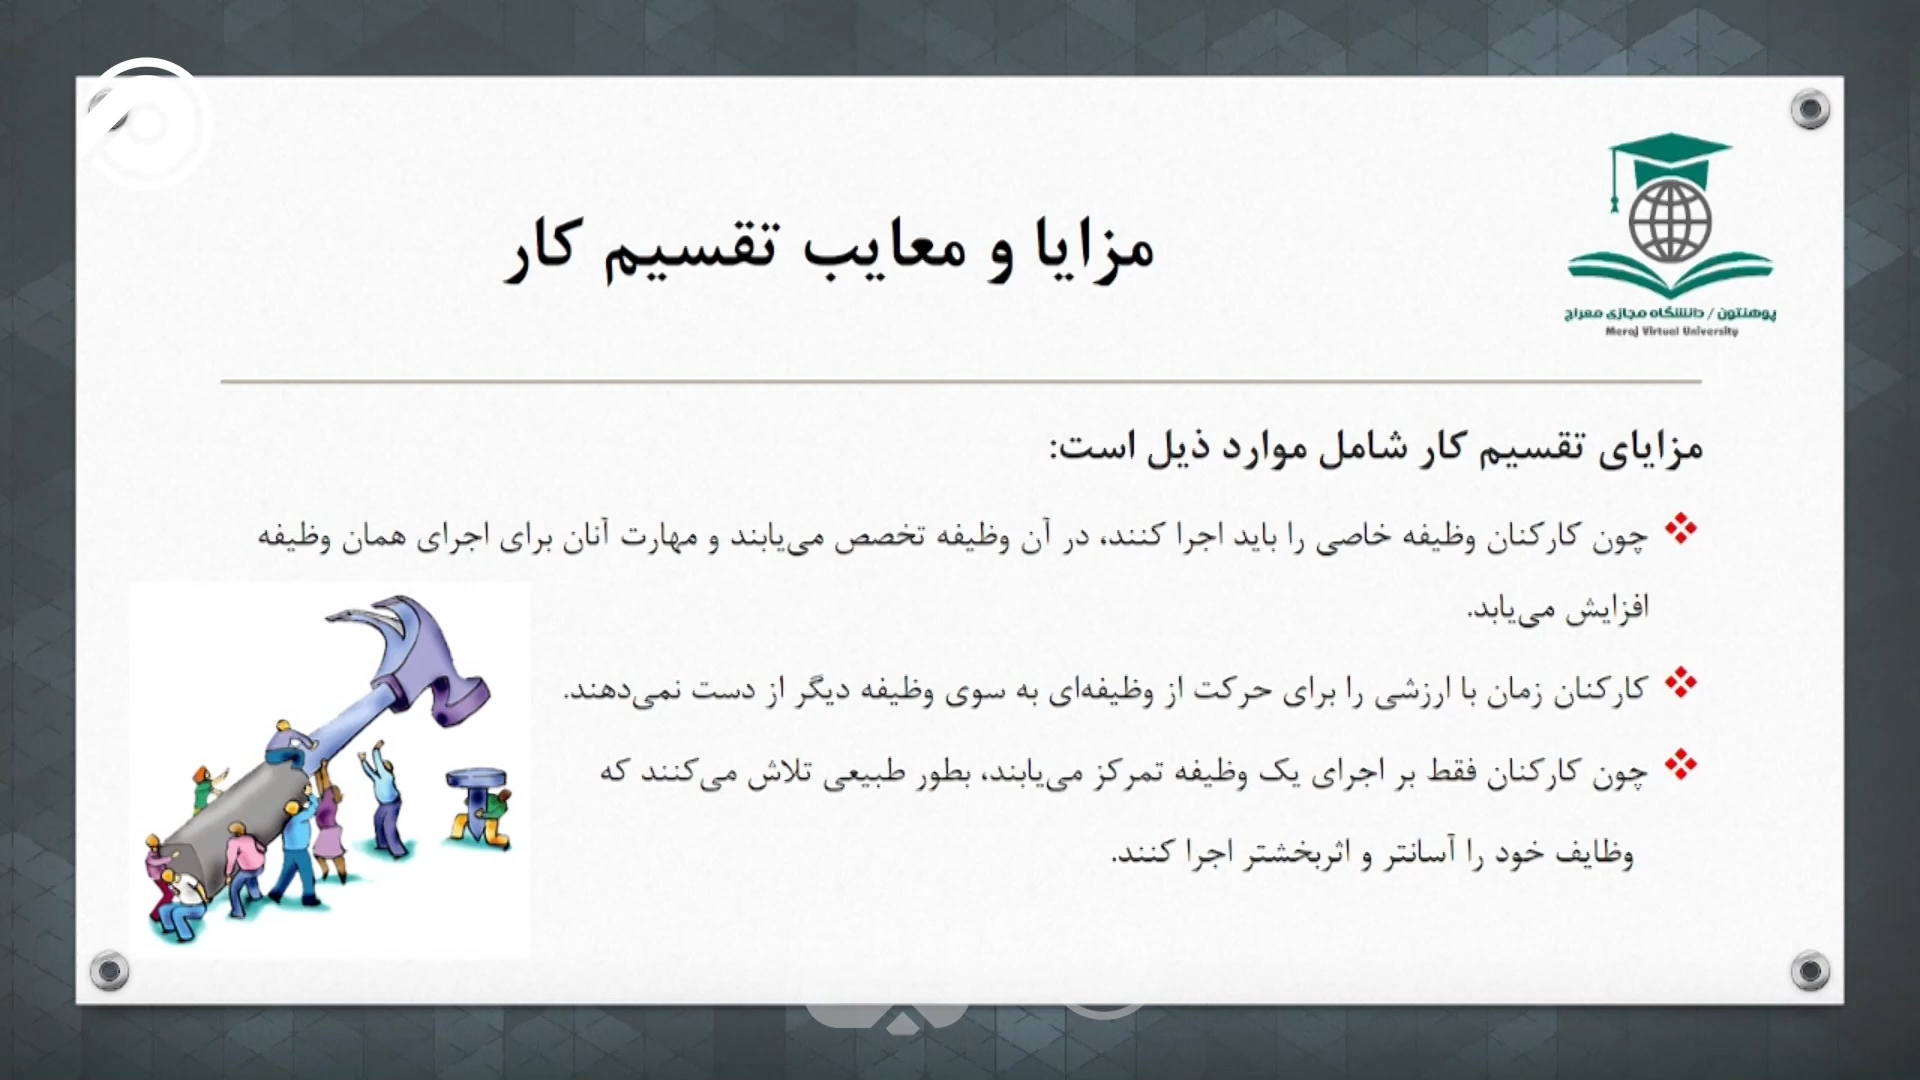 پوهنتون / دانشگاه مجازی معراج
Meraj Virtual University
مزایا و معایب تقسیم کار
مزایای تقسیم کار شامل موارد ذیل است:
چون کارکنان وظیفه خاصی را باید اجرا کنند، در آن وظیفه تخصص می‌یابند و مهارت آنان برای اجرای همان وظیفه
افزایش می‌یابد.
کارکنان زمان با ارزشی را برای حرکت از وظیفه‌ای به سوی وظیفه دیگر از دست نمی‌دهند.
چون کارکنان فقط بر اجرای یک وظیفه تمرکز می‌یابند، بطور طبیعی تلاش می‌کنند که
وظایف خود را آسانتر و اثربخشتر اجرا کنند.